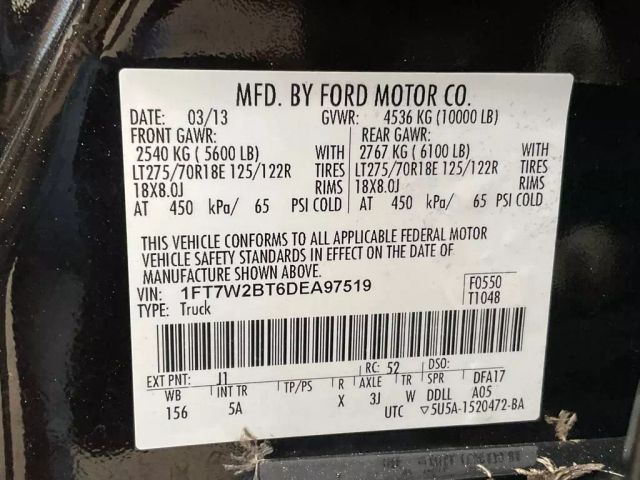 MFD. BY FORD MOTOR CO.
DATE: 03/13 GVWR: 4536 KG (10000 LB)
FRONT GAWR: REAR GAWR:
2540 KG ( 5600 LB) WITH 2767 KG ( 6100 LB) WITH
LT275/70R18E 125/122R TIRES LT275/70R18E 125/122R TIRES
18X8.0J RIMS 18X8.0J RIMS
AT 450 kPa/ 65 PSI COLD AT 450 kPa/ 65 PSI COLD
THIS VEHICLE CONFORMS TO ALL APPLICABLE FEDERAL MOTOR
VEHICLE SAFETY STANDARDS IN EFFECT ON THE DATE OF
MANUFACTURE SHOWN ABOVE.
VIN: 1FT7W2BT6DEA97519 F0550
TYPE: Truck T1048
EXT PNT: J1 RC: 52 DSO:
WB INT TR TP/PS R AXLE TR SPR DFA17
156 5A X 3J W DDLL A05
UTC ▽5U5A-1520472-BA